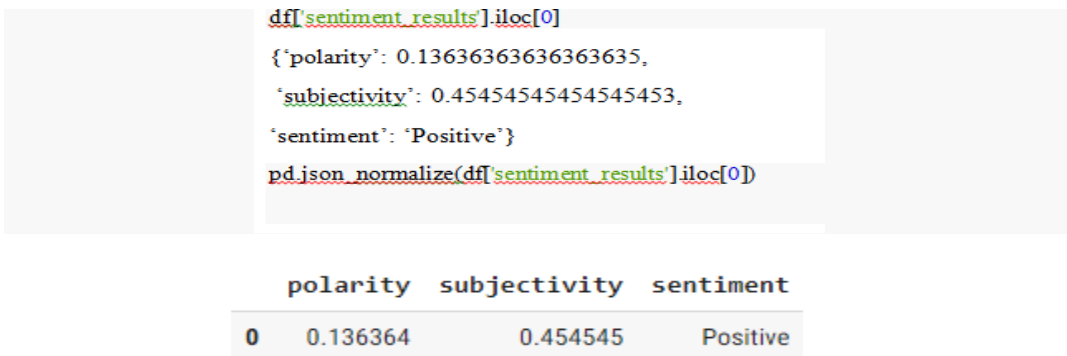 df['sentiment_results'].iloc[0]
{‘polarity’: 0.13636363636363635,
‘subjectivity’: 0.45454545454545453,
‘sentiment’: ‘Positive’}
pd.json_normalize(df['sentiment_results'].iloc[0])
polarity subjectivity sentiment
0 0.136364 0.454545 Positive